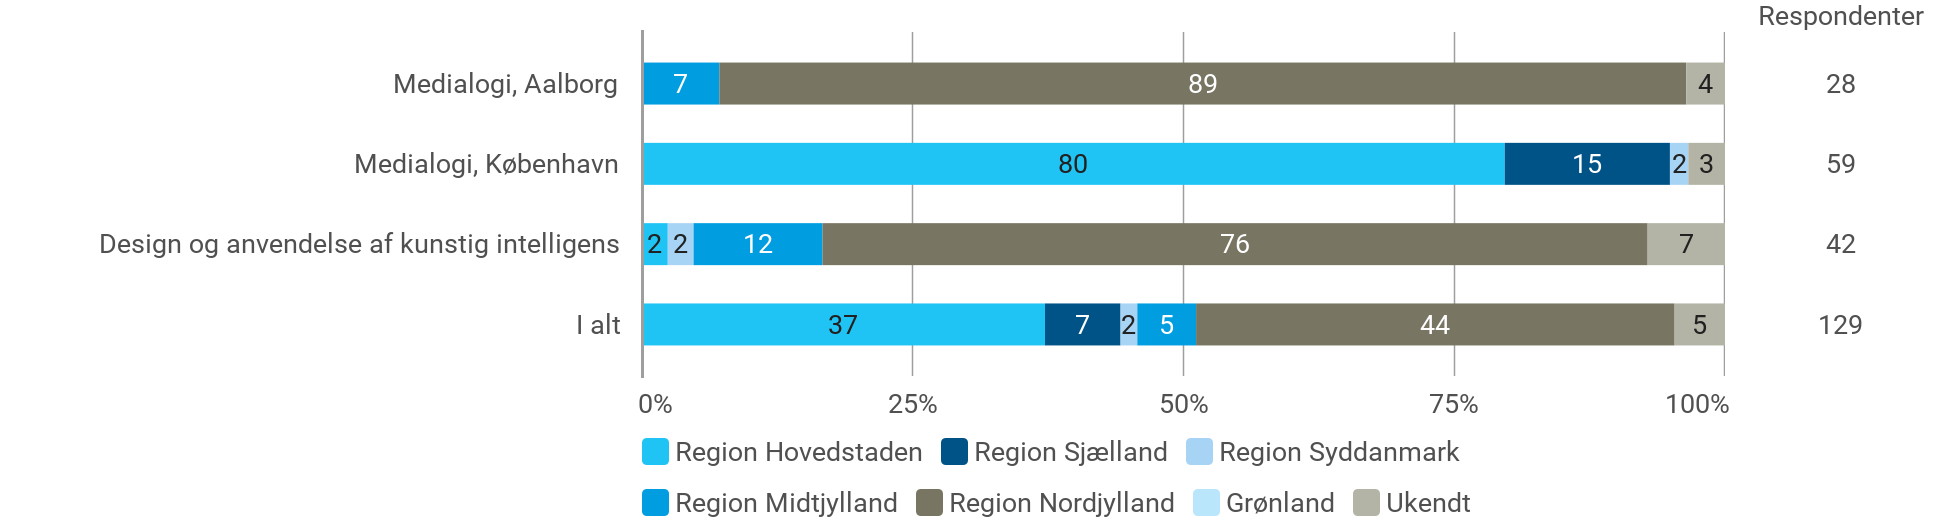 Respondenter
Medialogi, Aalborg 7 89 4 28
Medialogi, København 80 15 2 3 59
Design og anvendelse af kunstig intelligens 2 2 12 76 7 42
I alt 37 7 2 5 44 5 129
0% 25% 50% 75% 100%
Region Hovedstaden Region Sjælland Region Syddanmark
Region Midtjylland Region Nordjylland Grønland Ukendt